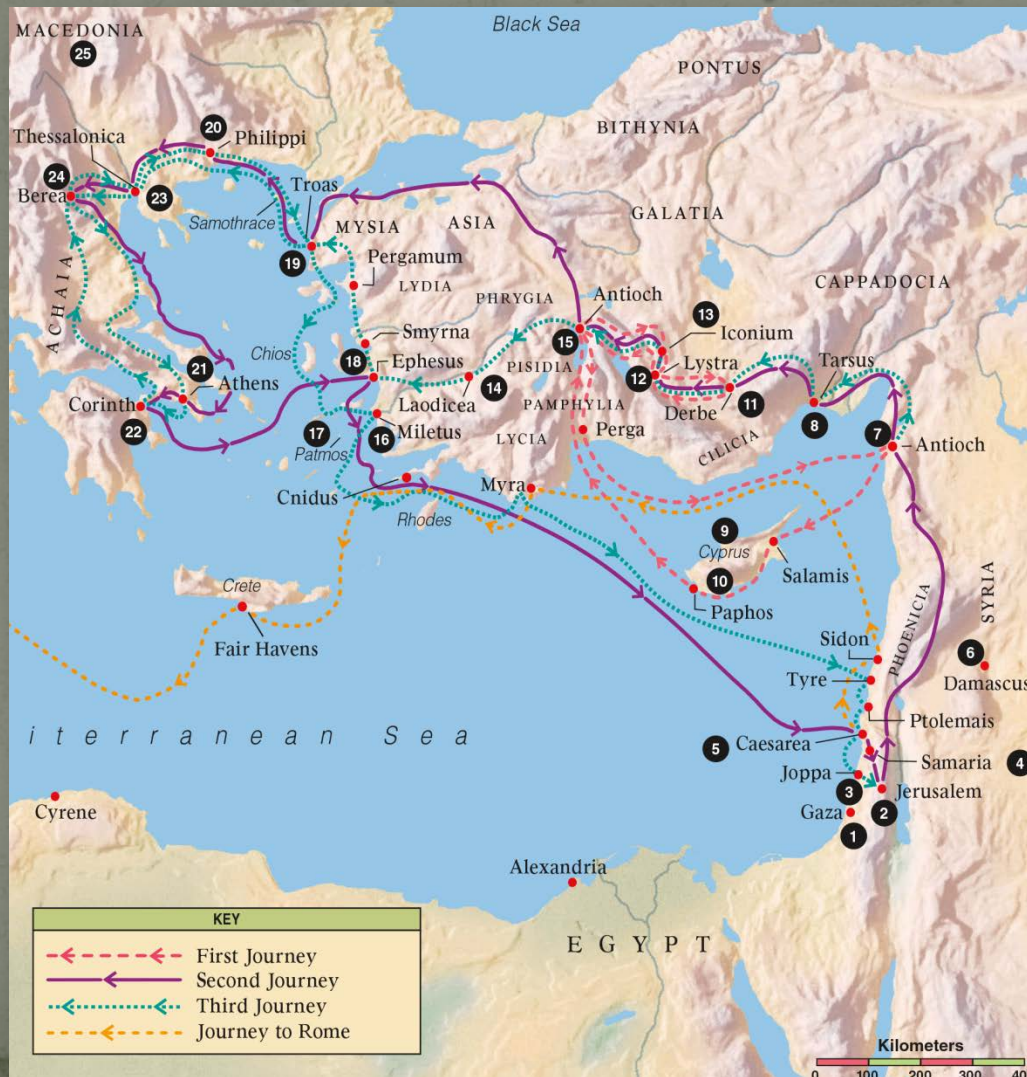 Black Sea
MACEDONIA
25
PONTUS
BITHYNIA
20
Thessalonica
Philippi
24
Berea
23
Troas
Samothrace
19
MYSIA
ASIA
GALATIA
CAPPADOCIA
Pergamum
LYDIA
PHRYGIA
Antioch
13
Iconium
ACHAIA
Smyrna
15
PISIDIA
Lystra
Tarsus
Chios
18
Ephesus
12
21
Athens
Laodicea
14
Derbe
11
8
Corinth
22
17
Patmos
16
Miletus
PAMPHYLIA
LYCIA
Perga
CILICIA
7
Antioch
Cnidus
Rhodes
Myra
9
Cyprus
10
Salamis
Paphos
Crete
Fair Havens
PHOENICIA
SYRIA
Sidon
6
Damascus
Tyre
Ptolemais
iterranean Sea
5
Caesarea
Samaria
4
Joppa
3
Jerusalem
2
Gaza
1
Cyrene
Alexandria
EGYPT
KEY
First Journey
Second Journey
Third Journey
Journey to Rome
Kilometers
0 100 200 300 40